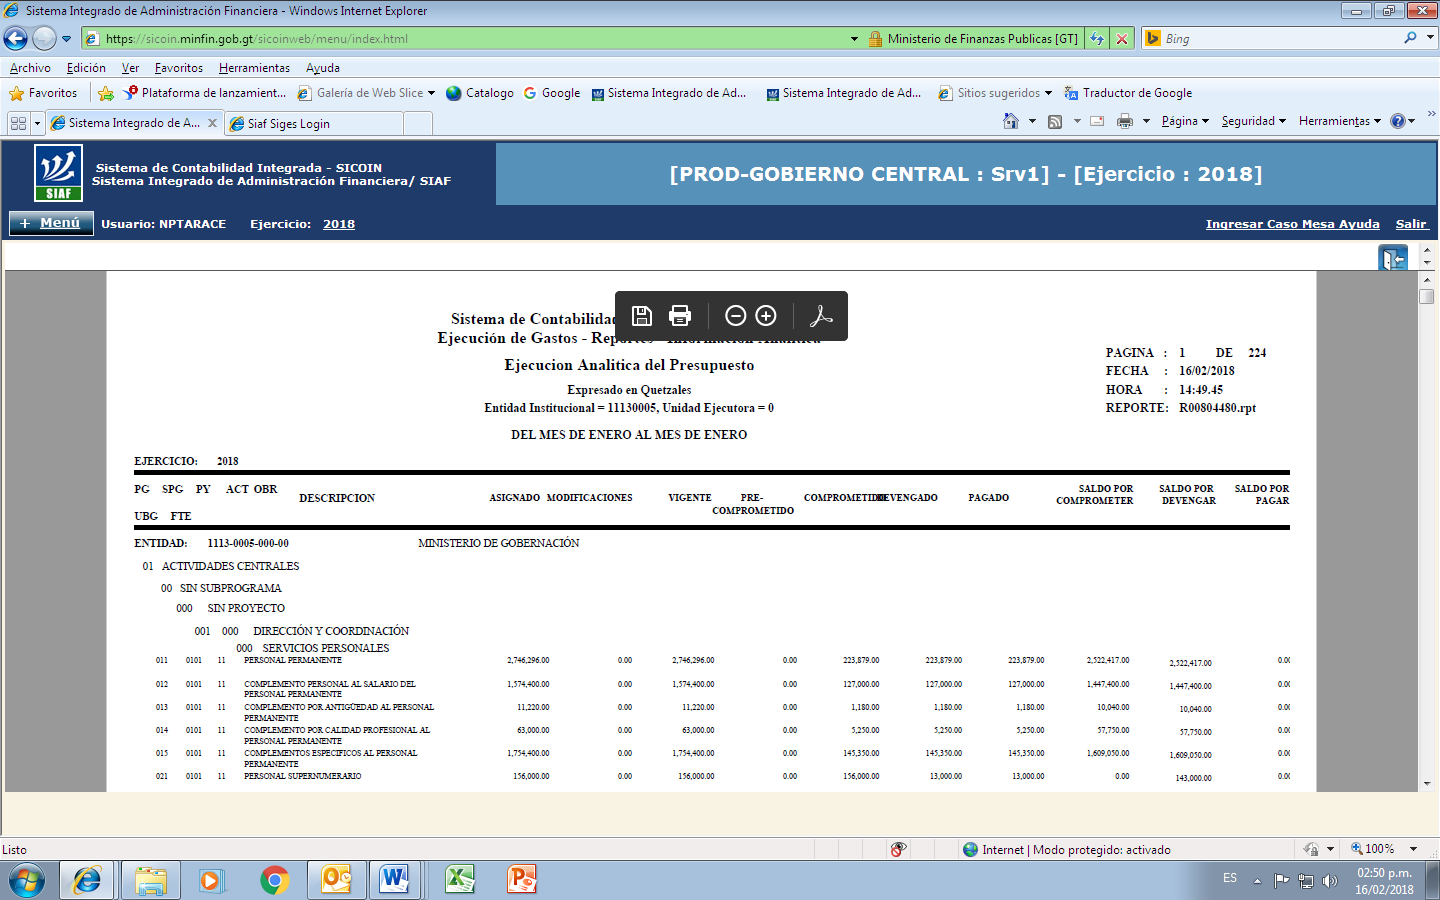 Sistema Integrado de Administración Financiera - Windows Internet Explorer
https://sicoin.minfin.gob.gt/sicoinweb/menu/index.html
Ministerio de Finanzas Publicas [GT]
Bing
Archivo Edición Ver Favoritos Herramientas Ayuda
Favoritos Plataforma de lanzamient... Galería de Web Slice Catalogo Google Sistema Integrado de Ad... Sistema Integrado de Ad... Sitios sugeridos Traductor de Google
Sistema Integrado de A... X Siaf Siges Login Página Seguridad Herramientas »
SIAF
Sistema de Contabilidad Integrada - SICOIN
Sistema Integrado de Administración Financiera/ SIAF
[PROD-GOBIERNO CENTRAL : Srv1] - [Ejercicio : 2018]
+ Menú Usuario: NPTARACE Ejercicio: 2018 Ingresar Caso Mesa Ayuda Salir
Sistema de Contabilidad
Ejecución de Gastos - Reportes - Información Analitica
Ejecucion Analitica del Presupuesto
Expresado en Quetzales
Entidad Institucional = 11130005, Unidad Ejecutora = 0
DEL MES DE ENERO AL MES DE ENERO
PAGINA : 1 DE 224
FECHA : 16/02/2018
HORA : 14:49.45
REPORTE: R00804480.rpt
EJERCICIO: 2018
PG SPG PY ACT OBR DESCRIPCION ASIGNADO MODIFICACIONES VIGENTE PRE-COMPROMETIDO COMPROMETIDO DEVENGADO PAGADO SALDO POR COMPROMETER SALDO POR DEVENGAR SALDO POR PAGAR
UBG FTE
ENTIDAD: 1113-0005-000-00 MINISTERIO DE GOBERNACIÓN
01 ACTIVIDADES CENTRALES
00 SIN SUBPROGRAMA
000 SIN PROYECTO
001 000 DIRECCIÓN Y COORDINACIÓN
000 SERVICIOS PERSONALES
011 0101 11 PERSONAL PERMANENTE 2,746,296.00 0.00 2,746,296.00 0.00 223,879.00 223,879.00 223,879.00 2,522,417.00 2,522,417.00 0.00
012 0101 11 COMPLEMENTO PERSONAL AL SALARIO DEL 1,574,400.00 0.00 1,574,400.00 0.00 127,000.00 127,000.00 127,000.00 1,447,400.00 1,447,400.00 0.00
PERSONAL PERMANENTE
013 0101 11 COMPLEMENTO POR ANTIGÜEDAD AL PERSONAL 11,220.00 0.00 11,220.00 0.00 1,180.00 1,180.00 1,180.00 10,040.00 10,040.00 0.00
PERMANENTE
014 0101 11 COMPLEMENTO POR CALIDAD PROFESIONAL AL 63,000.00 0.00 63,000.00 0.00 5,250.00 5,250.00 5,250.00 57,750.00 57,750.00 0.00
PERSONAL PERMANENTE
015 0101 11 COMPLEMENTOS ESPECIFICOS AL PERSONAL 1,754,400.00 0.00 1,754,400.00 0.00 145,350.00 145,350.00 145,350.00 1,609,050.00 1,609,050.00 0.00
PERMANENTE
021 0101 11 PERSONAL SUPERNUMERARIO 156,000.00 0.00 156,000.00 0.00 156,000.00 13,000.00 13,000.00 0.00 143,000.00 0.00
Listo Internet | Modo protegido: activado 100%
ES 02:50 p.m.
16/02/2018